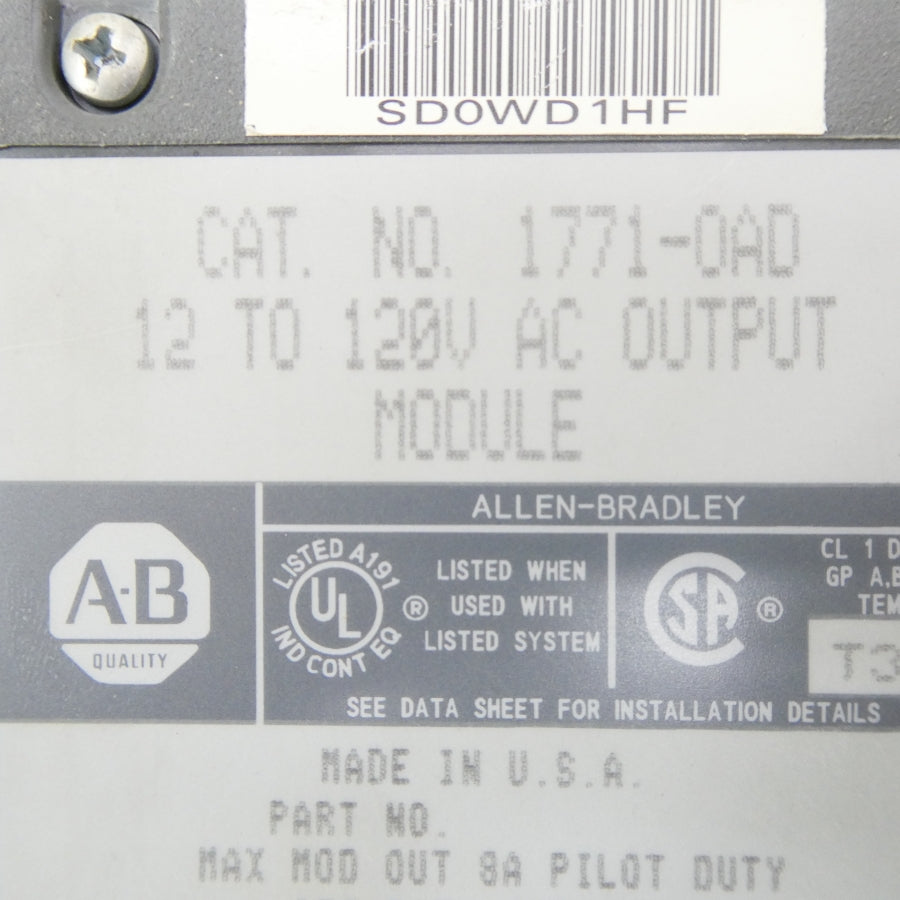 SD0WD1HF
CAT. NO. 1771-OAD
12 TO 120V AC OUTPUT
MODULE
ALLEN-BRADLEY
A-B
QUALITY
LISTED A191
UL ®
IND CONT EQ
LISTED WHEN
USED WITH
LISTED SYSTEM
SA ®
CL 1 D
GP A,B
TEM
T3
SEE DATA SHEET FOR INSTALLATION DETAILS
MADE IN U.S.A.
PART NO.
MAX MOD OUT 8A PILOT DUTY